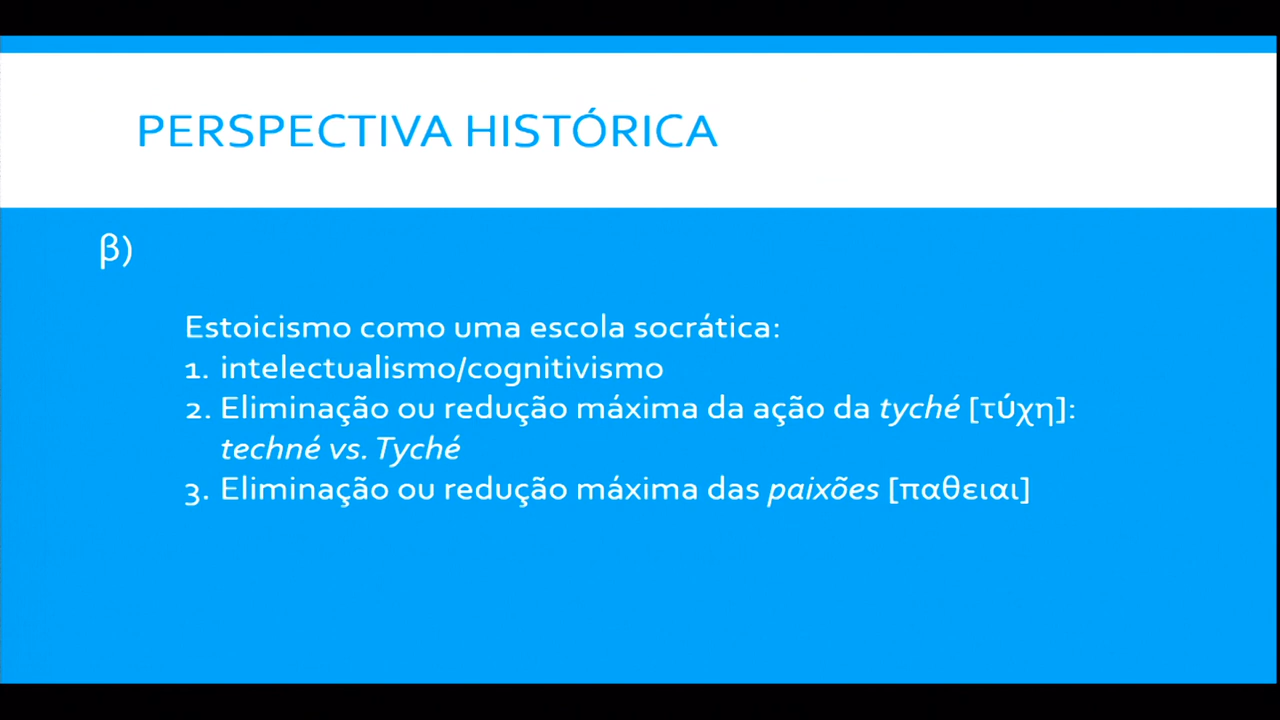 PERSPECTIVA HISTÓRICA
β)
Estoicismo como uma escola socrática:
1. intelectualismo/cognitivismo
2. Eliminação ou redução máxima da ação da tyché [τύχη]:
techné vs. Tyché
3. Eliminação ou redução máxima das paixões [παθειαι]